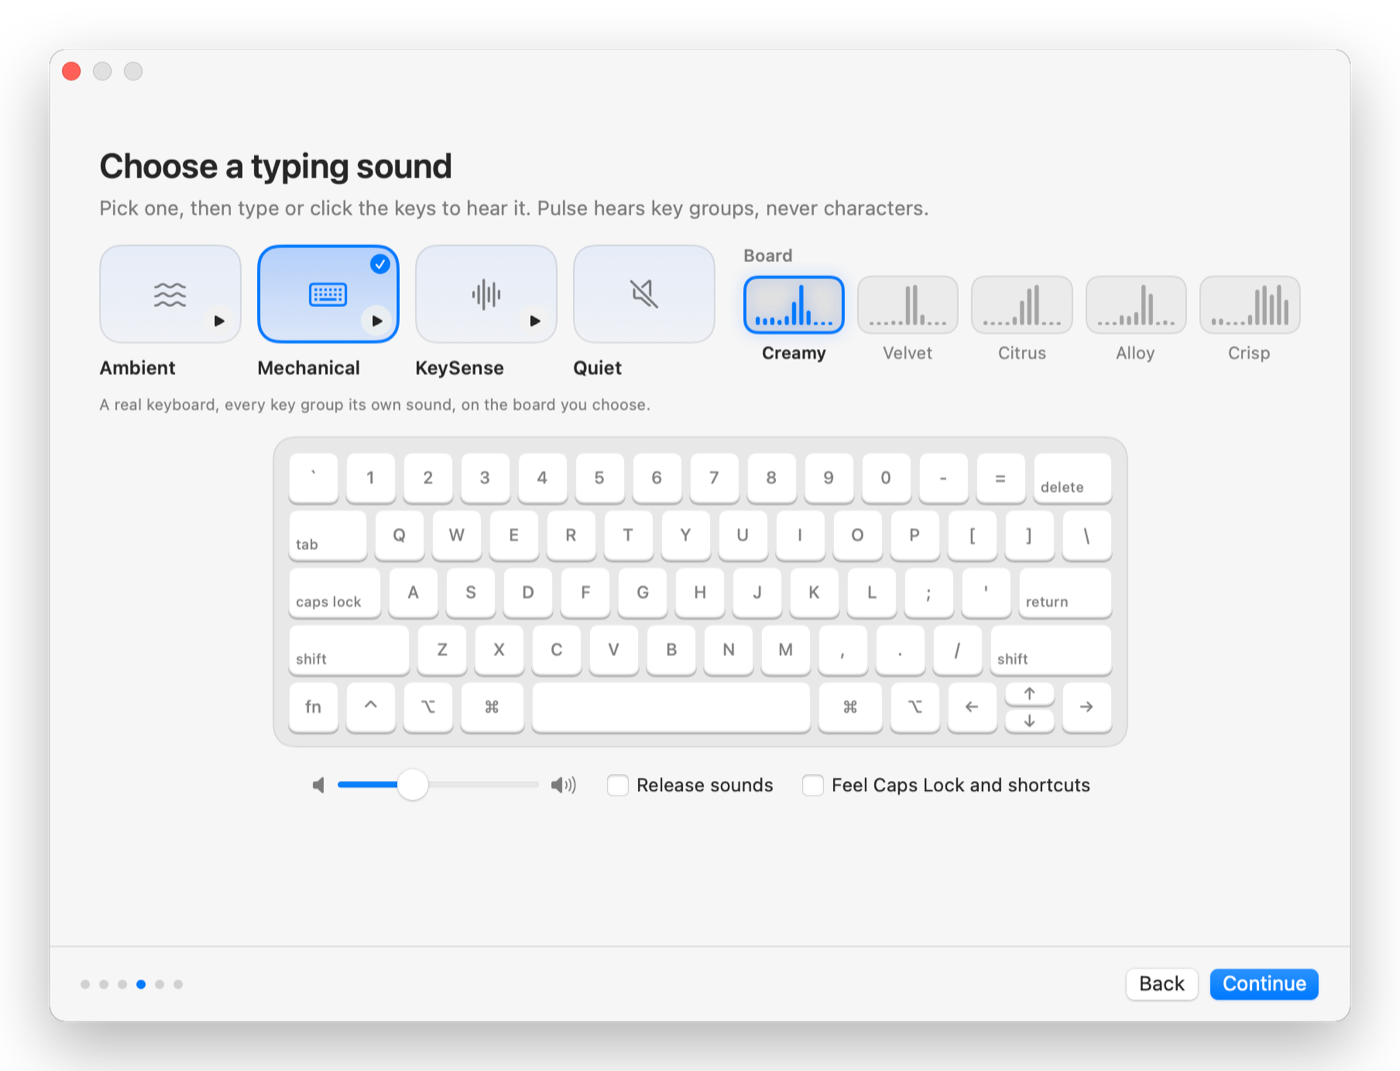 Choose a typing sound
Pick one, then type or click the keys to hear it. Pulse hears key groups, never characters.
Ambient
Mechanical
KeySense
Quiet
Board
Creamy
Velvet
Citrus
Alloy
Crisp
A real keyboard, every key group its own sound, on the board you choose.
` 1 2 3 4 5 6 7 8 9 0 - = delete
tab Q W E R T Y U I O P [ ] \
caps lock A S D F G H J K L ; ' return
shift Z X C V B N M , . / shift
fn ^ ⌥ ⌘ ⌘ ⌥ ← ↑ ↓ →
Release sounds
Feel Caps Lock and shortcuts
Back
Continue